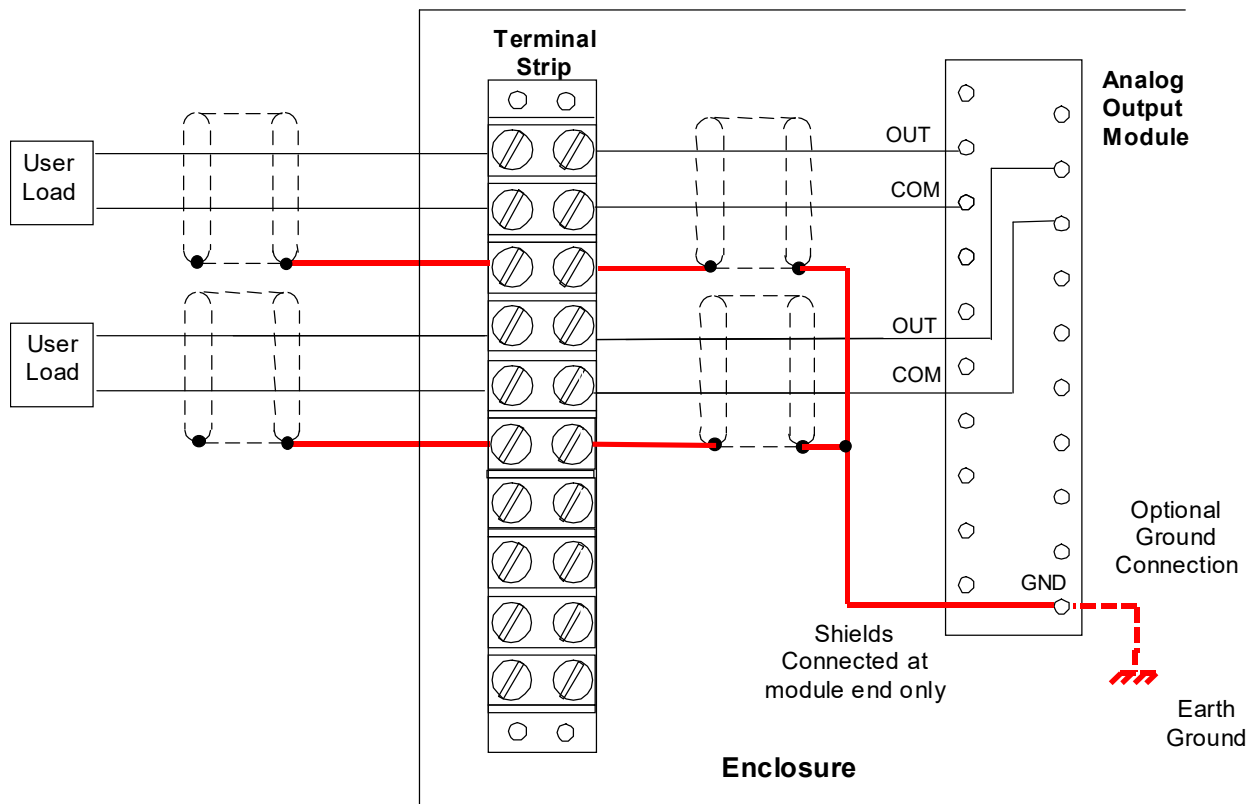 Terminal
Strip
Analog
Output
Module
OUT
User
Load
COM
OUT
User
Load
COM
Optional
Ground
Connection
GND
Shields
Connected at
module end only
Earth
Ground
Enclosure